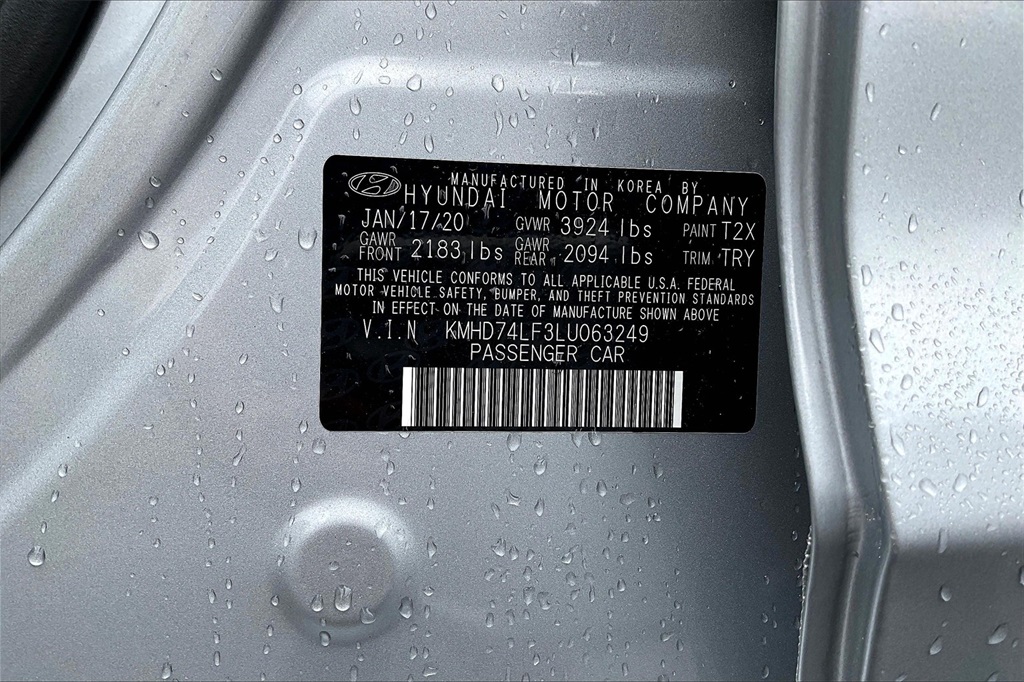 MANUFACTURED IN KOREA BY
HYUNDAI MOTOR COMPANY
JAN/17/20 GVWR 3924 lbs PAINT T2X
GAWR FRONT 2183 lbs GAWR REAR 2094 lbs TRIM TRY
THIS VEHICLE CONFORMS TO ALL APPLICABLE U.S.A. FEDERAL
MOTOR VEHICLE SAFETY, BUMPER, AND THEFT PREVENTION STANDARDS
IN EFFECT ON THE DATE OF MANUFACTURE SHOWN ABOVE
V.I.N KMHD74LF3LU063249
PASSENGER CAR